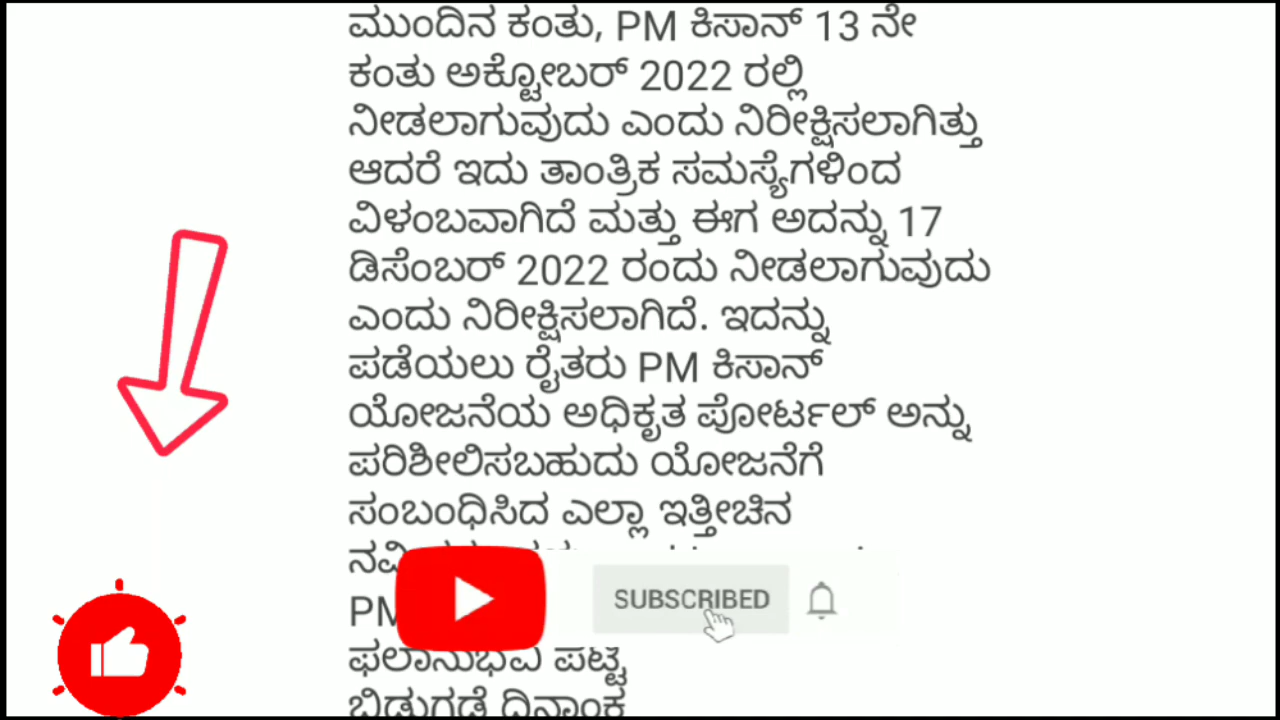 ಮುಂದಿನ ಕಂತು, PM ಕಿಸಾನ್ 13 ನೇ
ಕಂತು ಅಕ್ಟೋಬರ್ 2022 ರಲ್ಲಿ
ನೀಡಲಾಗುವುದು ಎಂದು ನಿರೀಕ್ಷಿಸಲಾಗಿತ್ತು
ಆದರೆ ಇದು ತಾಂತ್ರಿಕ ಸಮಸ್ಯೆಗಳಿಂದ
ವಿಳಂಬವಾಗಿದೆ ಮತ್ತು ಈಗ ಅದನ್ನು 17
ಡಿಸೆಂಬರ್ 2022 ರಂದು ನೀಡಲಾಗುವುದು
ಎಂದು ನಿರೀಕ್ಷಿಸಲಾಗಿದೆ. ಇದನ್ನು
ಪಡೆಯಲು ರೈತರು PM ಕಿಸಾನ್
ಯೋಜನೆಯ ಅಧಿಕೃತ ಪೋರ್ಟಲ್ ಅನ್ನು
ಪರಿಶೀಲಿಸಬಹುದು ಯೋಜನೆಗೆ
ಸಂಬಂಧಿಸಿದ ಎಲ್ಲಾ ಇತ್ತೀಚಿನ
PM
SUBSCRIBED
ಫಲಾನುಭವಿ ಪಟ್ಟಿ
ಬಿಡುಗಡೆ ದಿನಾಂಕ